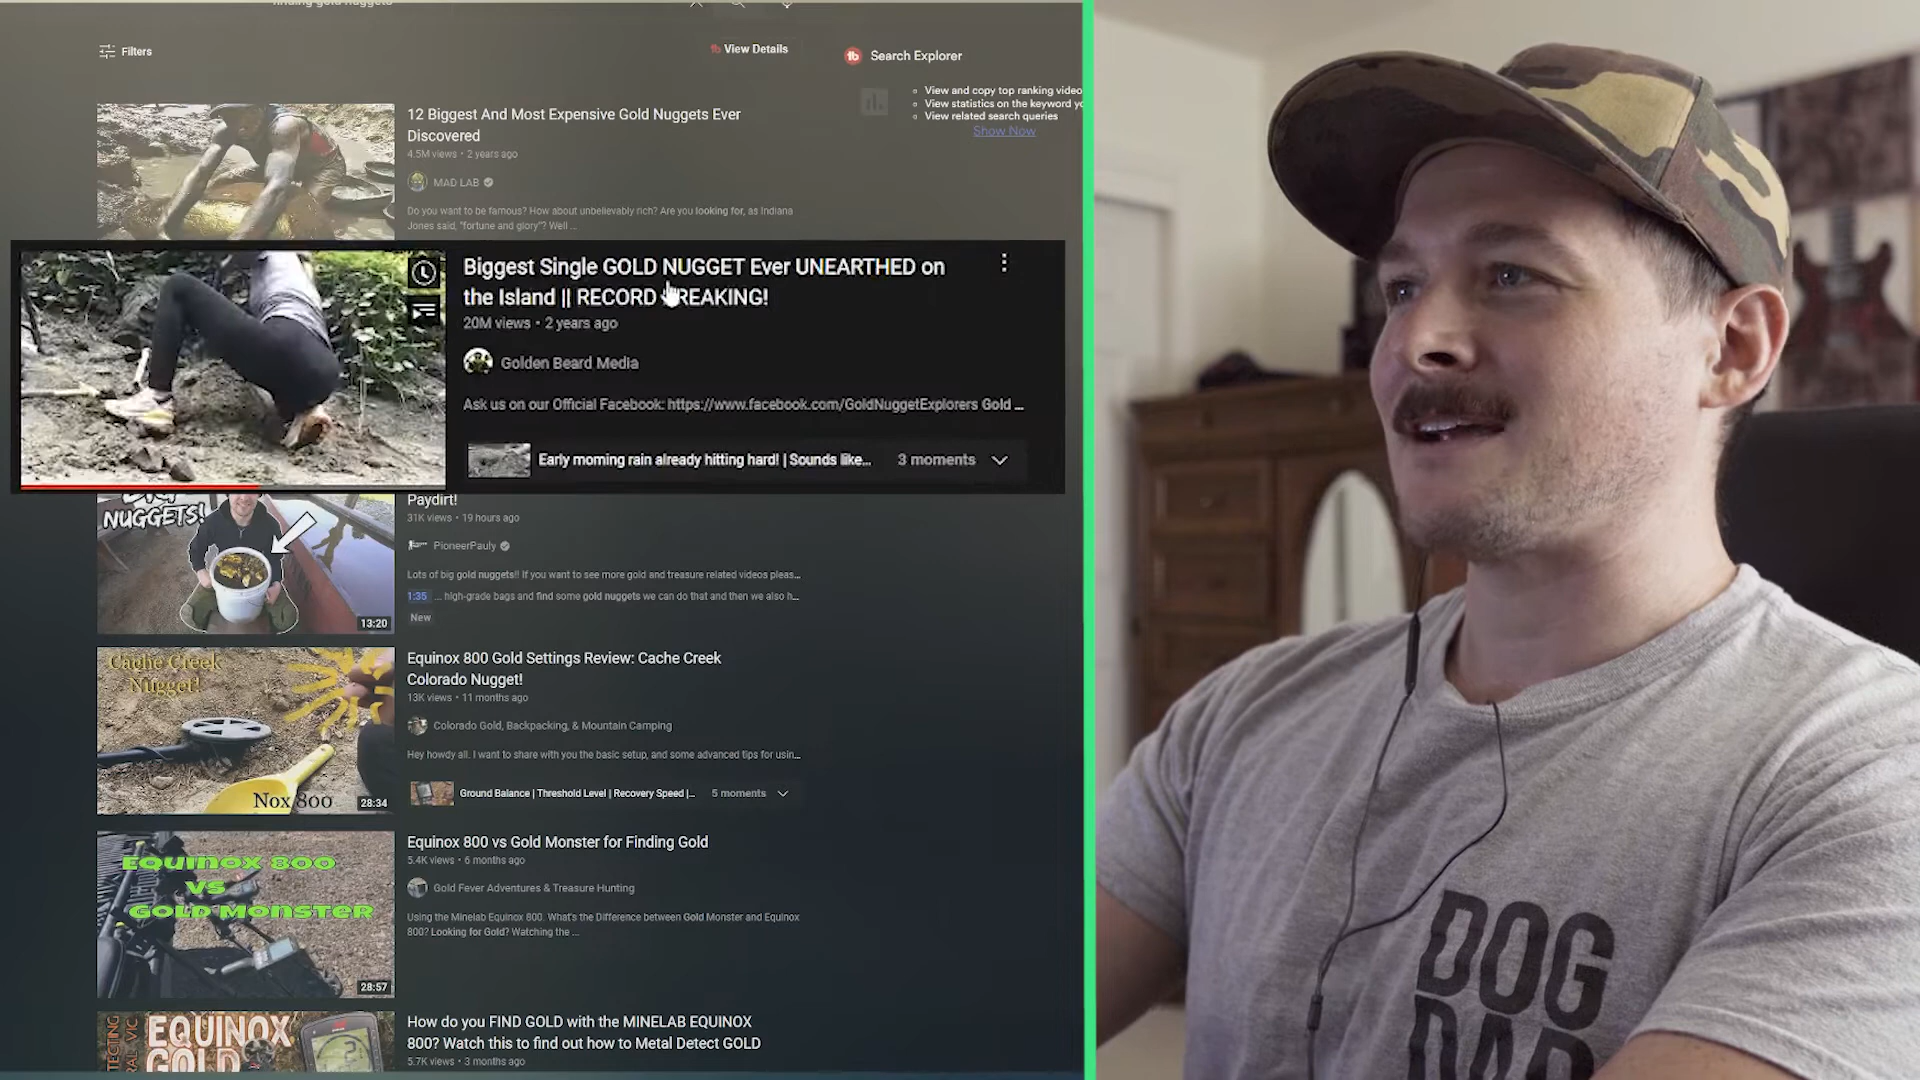 finding gold nuggets
Filters
View Details
Search Explorer
View and copy top ranking video
View statistics on the keyword yo
View related search queries
Show Now
12 Biggest And Most Expensive Gold Nuggets Ever
Discovered
4.5M views • 2 years ago
MAD LAB
Do you want to be famous? How about unbelievably rich? Are you looking for, as Indiana
Jones said, "fortune and glory"? Well ...
Biggest Single GOLD NUGGET Ever UNEARTHED on
the Island || RECORD BREAKING!
20M views • 2 years ago
Golden Beard Media
Ask us on our Official Facebook: https://www.facebook.com/GoldNuggetExplorers Gold ...
Early morning rain already hitting hard! | Sounds like...
3 moments
NUGGETS!
13:20
Paydirt!
31K views • 19 hours ago
PioneerPauly
Lots of big gold nuggets!! If you want to see more gold and treasure related videos pleas...
1:35 ... high-grade bags and find some gold nuggets we can do that and then we also h...
New
Cache Creek
Nugget!
Nox 800
28:34
Equinox 800 Gold Settings Review: Cache Creek
Colorado Nugget!
13K views • 11 months ago
Colorado Gold, Backpacking, & Mountain Camping
Hey howdy all. I want to share with you the basic setup, and some advanced tips for usin...
Ground Balance | Threshold Level | Recovery Speed |...
5 moments
Equinox 800
vs
Gold Monster
28:57
Equinox 800 vs Gold Monster for Finding Gold
5.4K views • 6 months ago
Gold Fever Adventures & Treasure Hunting
Using the Minelab Equinox 800. What's the Difference between Gold Monster and Equinox
800? Looking for Gold? Watching the ...
EQUINOX
GOLD
How do you FIND GOLD with the MINELAB EQUINOX
800? Watch this to find out how to Metal Detect GOLD
5.7K views • 3 months ago
DOG
DAD